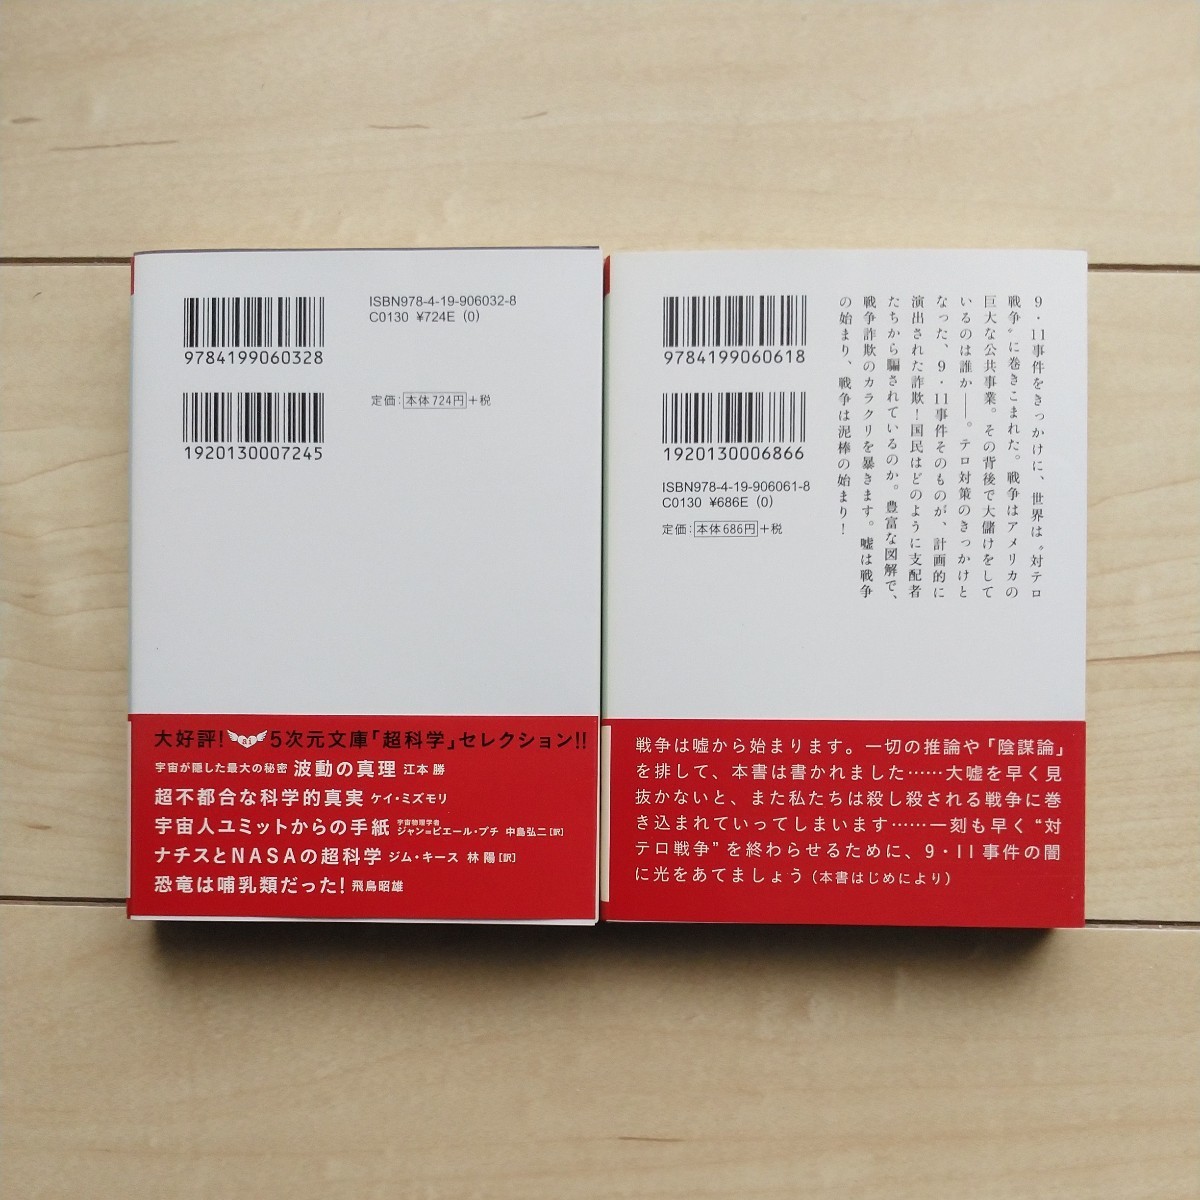 9784199060328
ISBN978-4-19-906032-8
C0130 ¥724E (0)
1920130007245
定価:本体724円+税
大好評! ai 5次元文庫「超科学」セレクション!!
宇宙が隠した最大の秘密 波動の真理 江本 勝
超不都合な科学的真実 ケイ・ミズモリ
宇宙人ユミットからの手紙 宇宙物理学者 ジャン=ピエール・プチ 中島弘二[訳]
ナチスとNASAの超科学 ジム・キース 林 陽[訳]
恐竜は哺乳類だった! 飛鳥昭雄
9784199060618
1920130006866
ISBN978-4-19-906061-8
C0130 ¥686E (0)
定価:本体686円+税
9・11事件をきっかけに、世界は〝対テロ
戦争〟に巻きこまれた。戦争はアメリカの
巨大な公共事業。その背後で大儲けをして
いるのは誰か――。テロ対策のきっかけと
なった、9・11事件そのものが、計画的に
演出された詐欺!国民はどのように支配者
たちから騙されているのか。豊富な図解で、
戦争詐欺のカラクリを暴きます。嘘は戦争
の始まり、戦争は泥棒の始まり!
戦争は嘘から始まります。一切の推論や「陰謀論」
を排して、本書は書かれました……大嘘を早く見
抜かないと、また私たちは殺し殺される戦争に巻
き込まれていってしまいます……一刻も早く“対
テロ戦争”を終わらせるために、9・11事件の闇
に光をあてましょう(本書はじめにより)